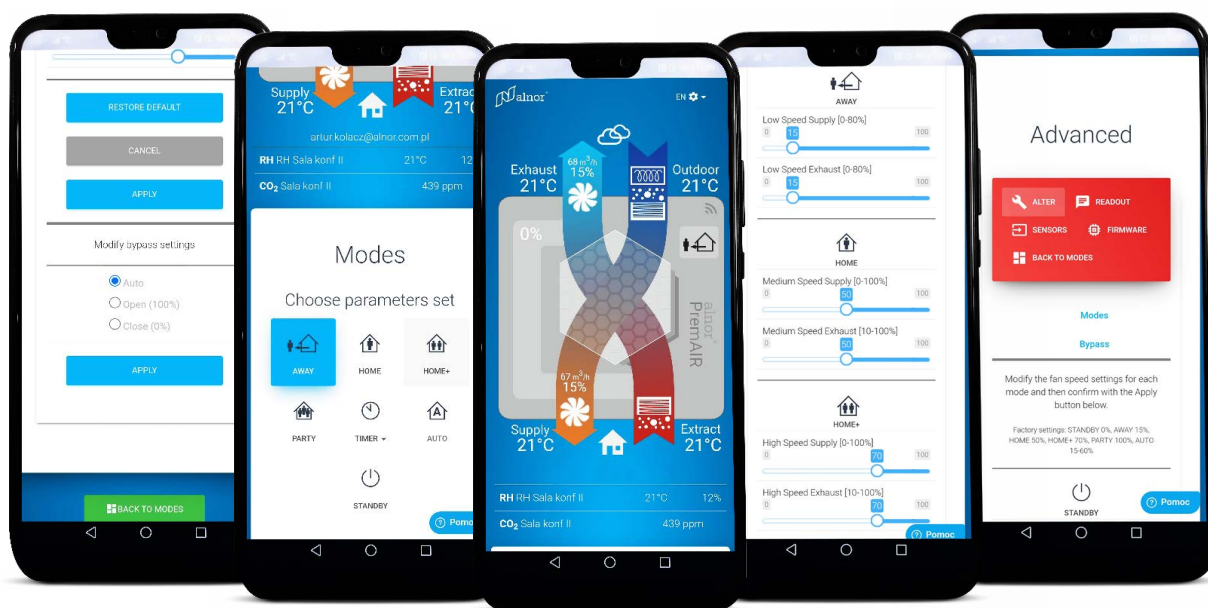 RESTORE DEFAULT
CANCEL
APPLY
Modify bypass settings
Auto
Open (100%)
Close (0%)
APPLY
BACK TO MODES
Supply
21°C
21°C
artur.kolacz@alnor.com.pl
RH RH Sala konf II 21°C
CO2 Sala konf II 439 ppm
Modes
Choose parameters set
AWAY
HOME
HOME+
PARTY
TIMER
AUTO
STANDBY
alnor
EN
Exhaust
21°C
68 m³/h
15%
Outdoor
21°C
0%
alnor
PremAIR
67 m³/h
15%
Supply
21°C
Extract
21°C
RH RH Sala konf II 21°C 12%
CO2 Sala konf II 439 ppm
AWAY
Low Speed Supply [0-80%]
0 15 100
Low Speed Exhaust [0-80%]
0 15 100
HOME
Medium Speed Supply [0-100%]
0 50 100
Medium Speed Exhaust [10-100%]
0 50 100
HOME+
High Speed Supply [0-100%]
0 70 100
High Speed Exhaust [10-100%]
0 70 100
Pomoc
Advanced
ALTER READOUT
SENSORS FIRMWARE
BACK TO MODES
Modes
Bypass
Modify the fan speed settings for each
mode and then confirm with the Apply
button below.
Factory settings: STANDBY 0%, AWAY 15%,
HOME 50%, HOME+ 70%, PARTY 100%, AUTO
15-60%
STANDBY
Pomoc